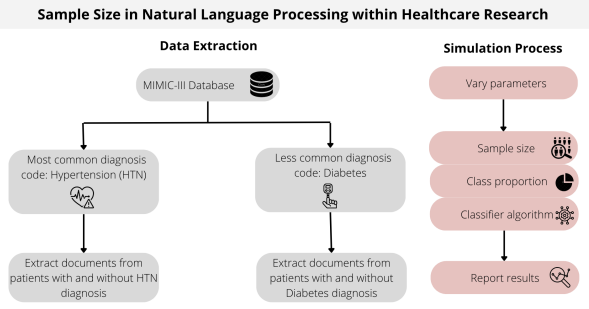 Sample Size in Natural Language Processing within Healthcare Research
Data Extraction
MIMIC-III Database
Most common diagnosis
code: Hypertension (HTN)
Less common diagnosis
code: Diabetes
Extract documents from
patients with and without HTN
diagnosis
Extract documents from
patients with and without
Diabetes diagnosis
Simulation Process
Vary parameters
Sample size
Class proportion
Classifier algorithm
Report results